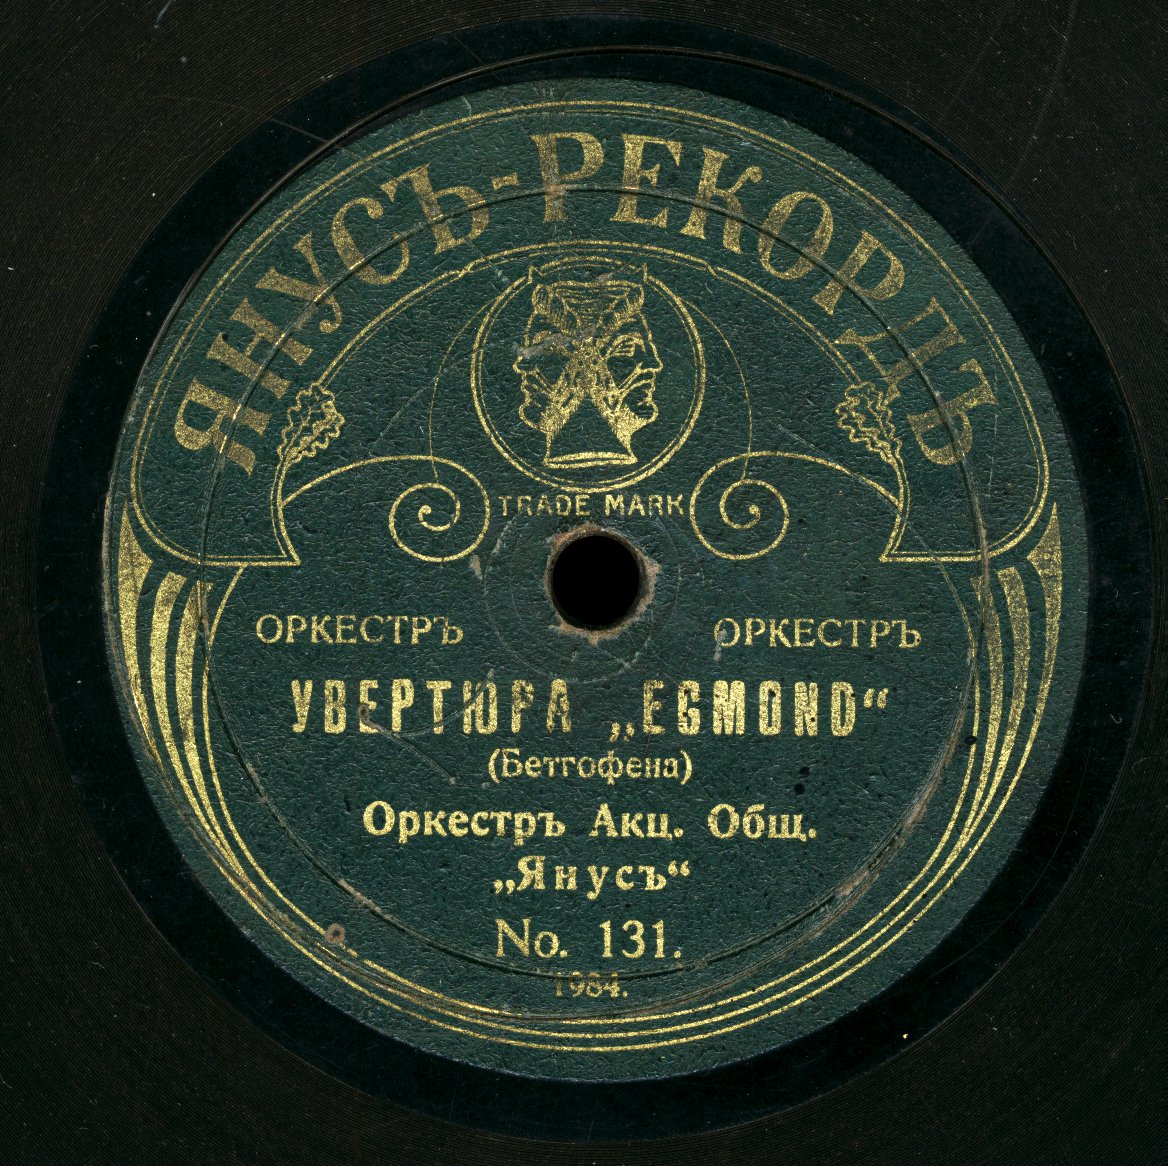 ЯНУСЪ-РЕКОРДЪ
TRADE MARK
ОРКЕСТРЪ ОРКЕСТРЪ
УВЕРТЮРА „EGMOND“
(Бетгофена)
Оркестръ Акц. Общ.
„Янусъ“
No. 131.
1984.